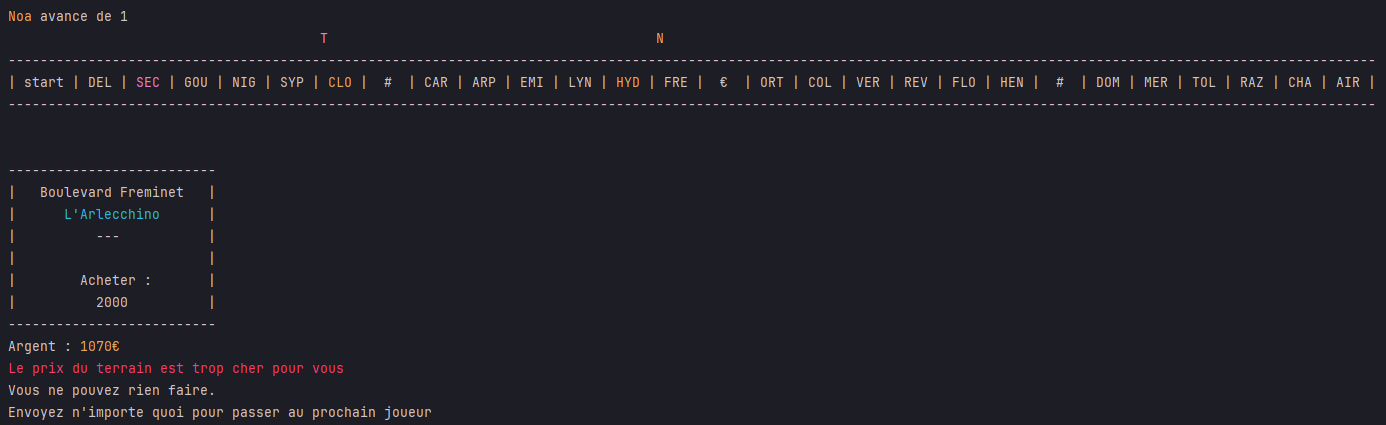 Noa avance de 1
T N
| start | DEL | SEC | GOU | NIG | SYP | CLO | # | CAR | ARP | EMI | LYN | HYD | FRE | € | ORT | COL | VER | REV | FLO | HEN | # | DOM | MER | TOL | RAZ | CHA | AIR |
| Boulevard Freminet |
| L'Arlecchino |
| --- |
| |
| Acheter : |
| 2000 |
Argent : 1070€
Le prix du terrain est trop cher pour vous
Vous ne pouvez rien faire.
Envoyez n'importe quoi pour passer au prochain joueur